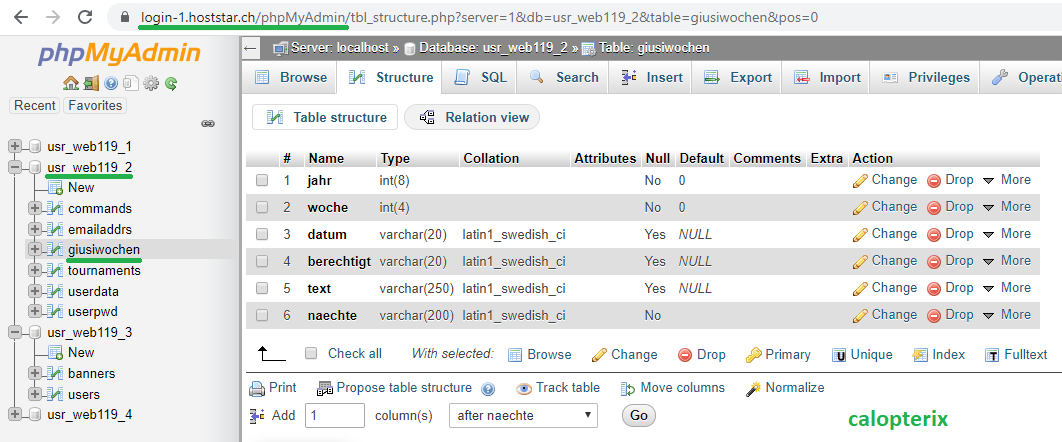 login-1.hoststar.ch/phpMyAdmin/tbl_structure.php?server=1&db=usr_web119_2&table=giusiwochen&pos=0
phpMyAdmin
Recent Favorites
usr_web119_1
usr_web119_2
New
commands
emailaddrs
giusiwochen
tournaments
userdata
userpwd
usr_web119_3
New
banners
users
usr_web119_4
Server: localhost » Database: usr_web119_2 » Table: giusiwochen
Browse Structure SQL Search Insert Export Import Privileges Operati
Table structure Relation view
# Name Type Collation Attributes Null Default Comments Extra Action
1 jahr int(8) No 0 Change Drop More
2 woche int(4) No 0 Change Drop More
3 datum varchar(20) latin1_swedish_ci Yes NULL Change Drop More
4 berechtigt varchar(20) latin1_swedish_ci Yes NULL Change Drop More
5 text varchar(250) latin1_swedish_ci Yes NULL Change Drop More
6 naechte varchar(200) latin1_swedish_ci No Change Drop More
Check all With selected: Browse Change Drop Primary Unique Index Fulltext
Print Propose table structure Track table Move columns Normalize
Add 1 column(s) after naechte Go
calopterix